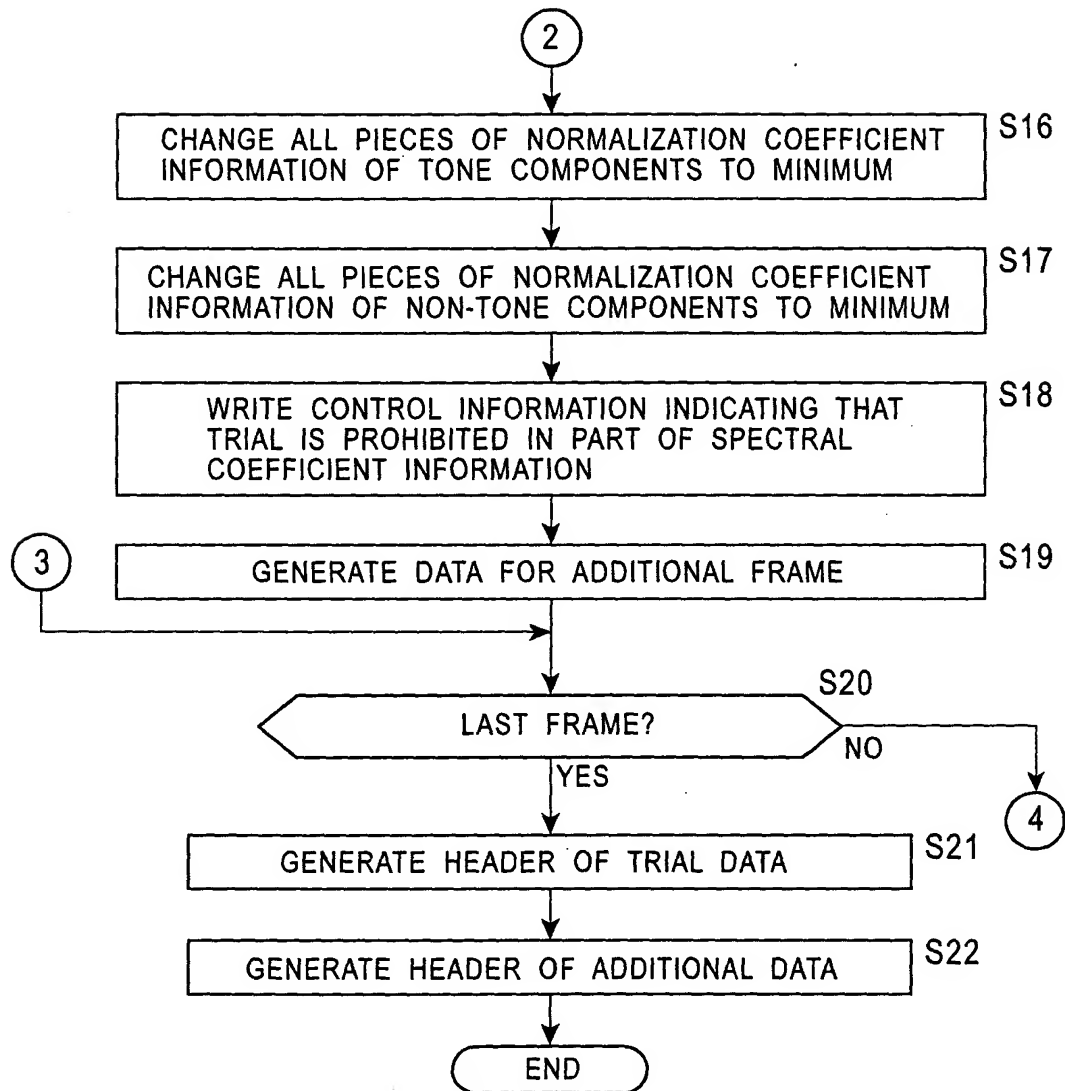 2
CHANGE ALL PIECES OF NORMALIZATION COEFFICIENT
INFORMATION OF TONE COMPONENTS TO MINIMUM
S16
CHANGE ALL PIECES OF NORMALIZATION COEFFICIENT
INFORMATION OF NON-TONE COMPONENTS TO MINIMUM
S17
WRITE CONTROL INFORMATION INDICATING THAT
TRIAL IS PROHIBITED IN PART OF SPECTRAL
COEFFICIENT INFORMATION
S18
3
GENERATE DATA FOR ADDITIONAL FRAME
S19
S20
LAST FRAME?
NO
YES
4
GENERATE HEADER OF TRIAL DATA
S21
GENERATE HEADER OF ADDITIONAL DATA
S22
END